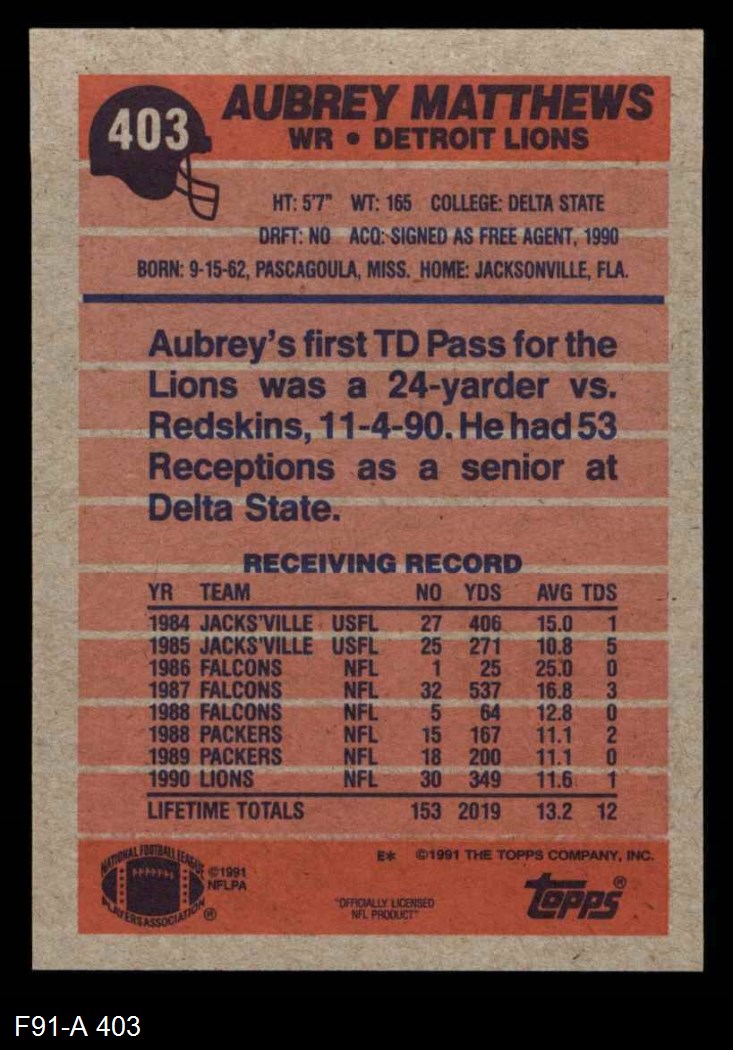 403
AUBREY MATTHEWS
WR • DETROIT LIONS
HT: 5'7" WT: 165 COLLEGE: DELTA STATE
DRFT: NO ACQ: SIGNED AS FREE AGENT, 1990
BORN: 9-15-62, PASCAGOULA, MISS. HOME: JACKSONVILLE, FLA.
Aubrey's first TD Pass for the
Lions was a 24-yarder vs.
Redskins, 11-4-90. He had 53
Receptions as a senior at
Delta State.
RECEIVING RECORD
YR TEAM NO YDS AVG TDS
1984 JACKS'VILLE USFL 27 406 15.0 1
1985 JACKS'VILLE USFL 25 271 10.8 5
1986 FALCONS NFL 1 25 25.0 0
1987 FALCONS NFL 32 537 16.8 3
1988 FALCONS NFL 5 64 12.8 0
1988 PACKERS NFL 15 167 11.1 2
1989 PACKERS NFL 18 200 11.1 0
1990 LIONS NFL 30 349 11.6 1
LIFETIME TOTALS 153 2019 13.2 12
NATIONAL FOOTBALL LEAGUE
PLAYERS ASSOCIATION ®
©1991
NFLPA
E* ©1991 THE TOPPS COMPANY, INC.
"OFFICIALLY LICENSED
NFL PRODUCT"
Topps®
F91-A 403